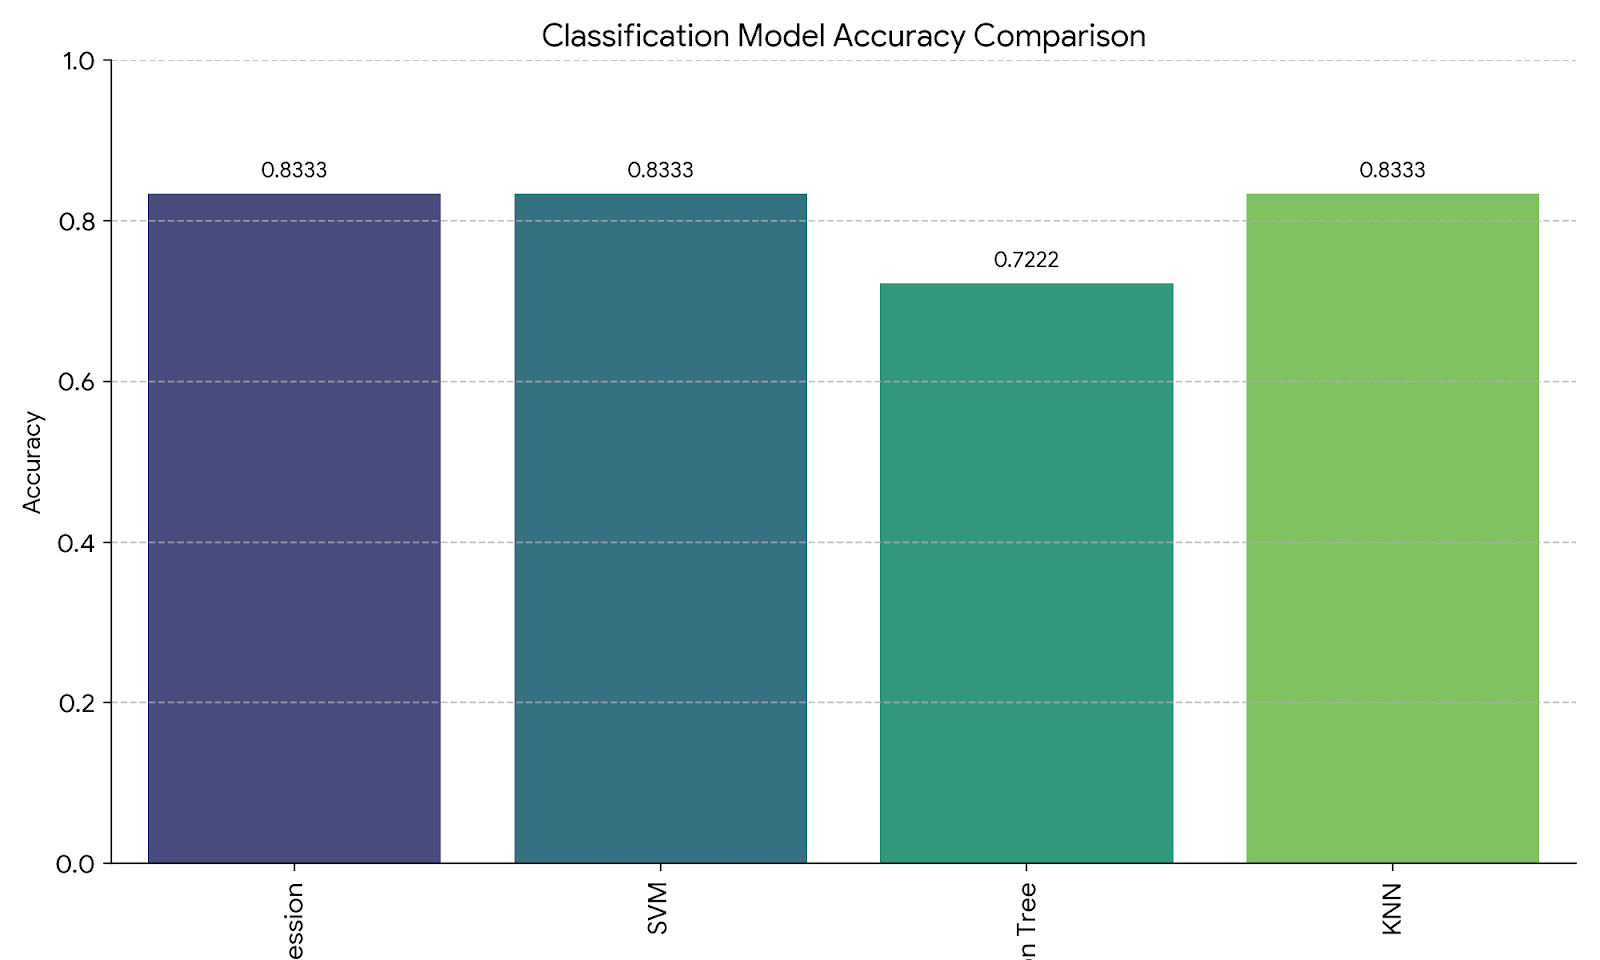 Classification Model Accuracy Comparison
1.0
0.8
0.6
0.4
0.2
0.0
Accuracy
0.8333
0.8333
0.7222
0.8333
ession
SVM
on Tree
KNN